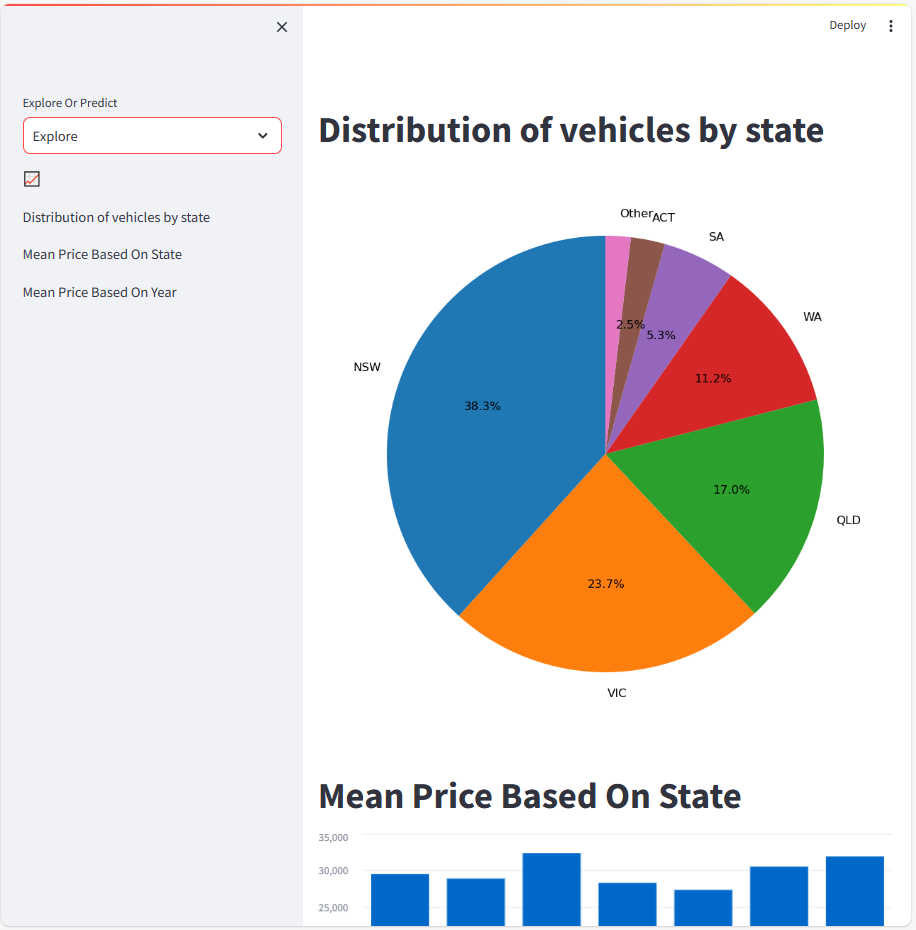 Deploy
Explore Or Predict
Explore
Distribution of vehicles by state
Mean Price Based On State
Mean Price Based On Year
Distribution of vehicles by state
Other
ACT
SA
WA
2.5%
5.3%
NSW
11.2%
38.3%
17.0%
QLD
23.7%
VIC
Mean Price Based On State
35,000
30,000
25,000